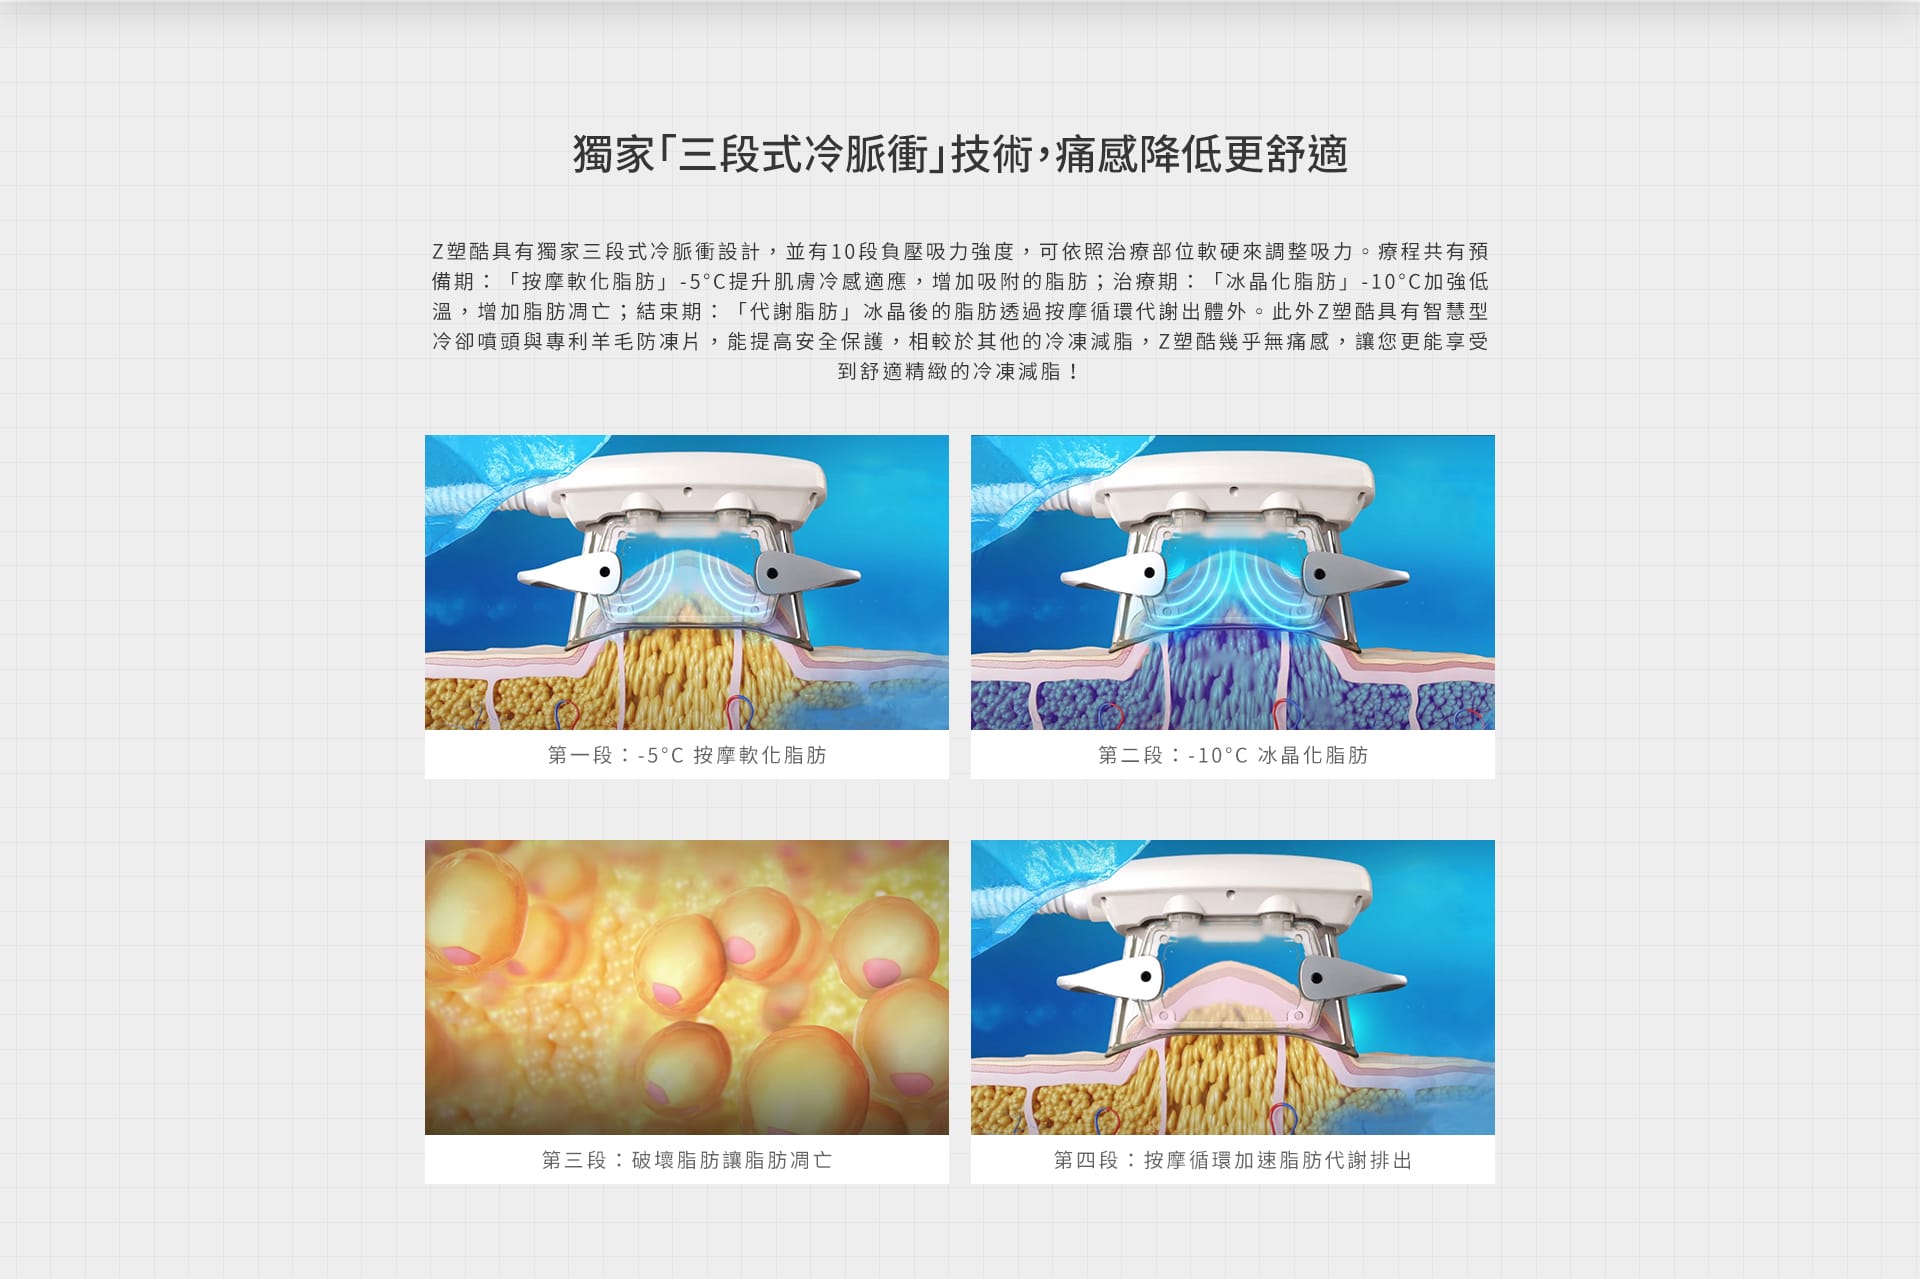 獨家「三段式冷脈衝」技術，痛感降低更舒適
Z塑酷具有獨家三段式冷脈衝設計，並有10段負壓吸力強度，可依照治療部位軟硬來調整吸力。療程共有預
備期：「按摩軟化脂肪」-5°C提升肌膚冷感適應，增加吸附的脂肪；治療期：「冰晶化脂肪」-10°C加強低
溫，增加脂肪凋亡；結束期：「代謝脂肪」冰晶後的脂肪透過按摩循環代謝出體外。此外Z塑酷具有智慧型
冷卻噴頭與專利羊毛防凍片，能提高安全保護，相較於其他的冷凍減脂，Z塑酷幾乎無痛感，讓您更能享受
到舒適精緻的冷凍減脂！
第一段：-5°C 按摩軟化脂肪
第二段：-10°C 冰晶化脂肪
第三段：破壞脂肪讓脂肪凋亡
第四段：按摩循環加速脂肪代謝排出